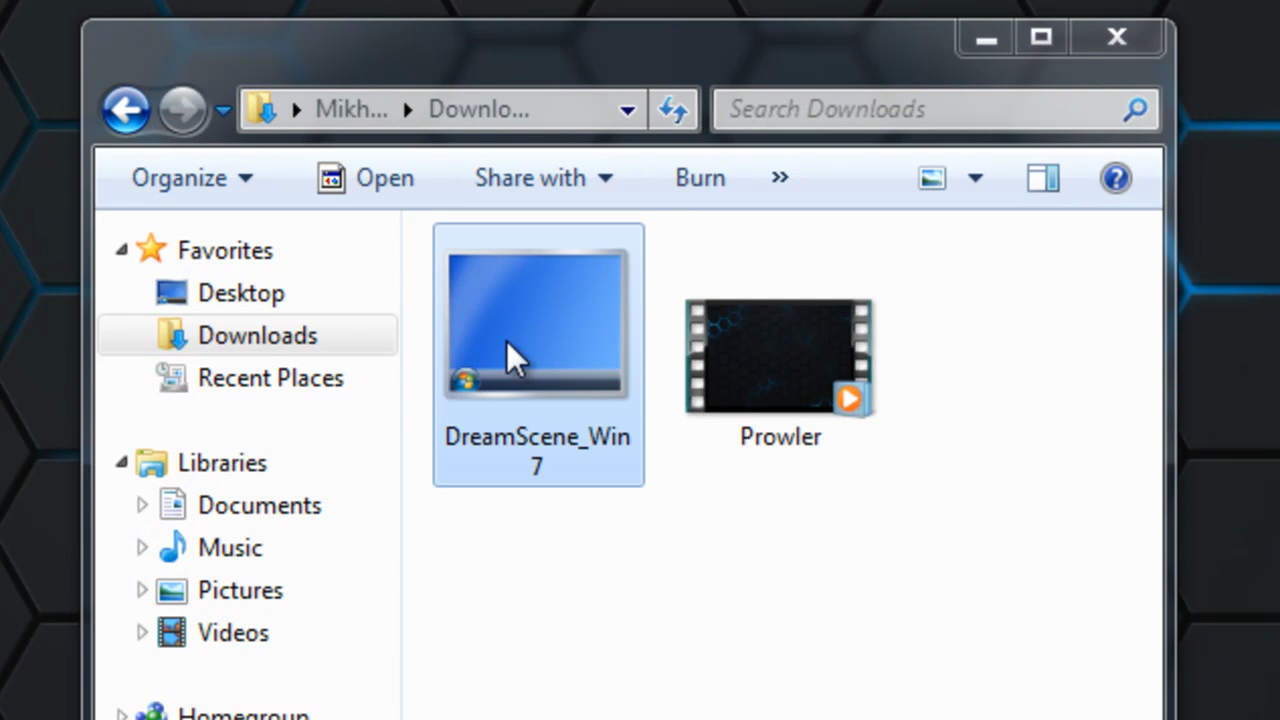 Mikh... Downlo...
Search Downloads
Organize Open Share with Burn »
Favorites
Desktop
Downloads
Recent Places
Libraries
Documents
Music
Pictures
Videos
Homegroup
DreamScene_Win
7
Prowler